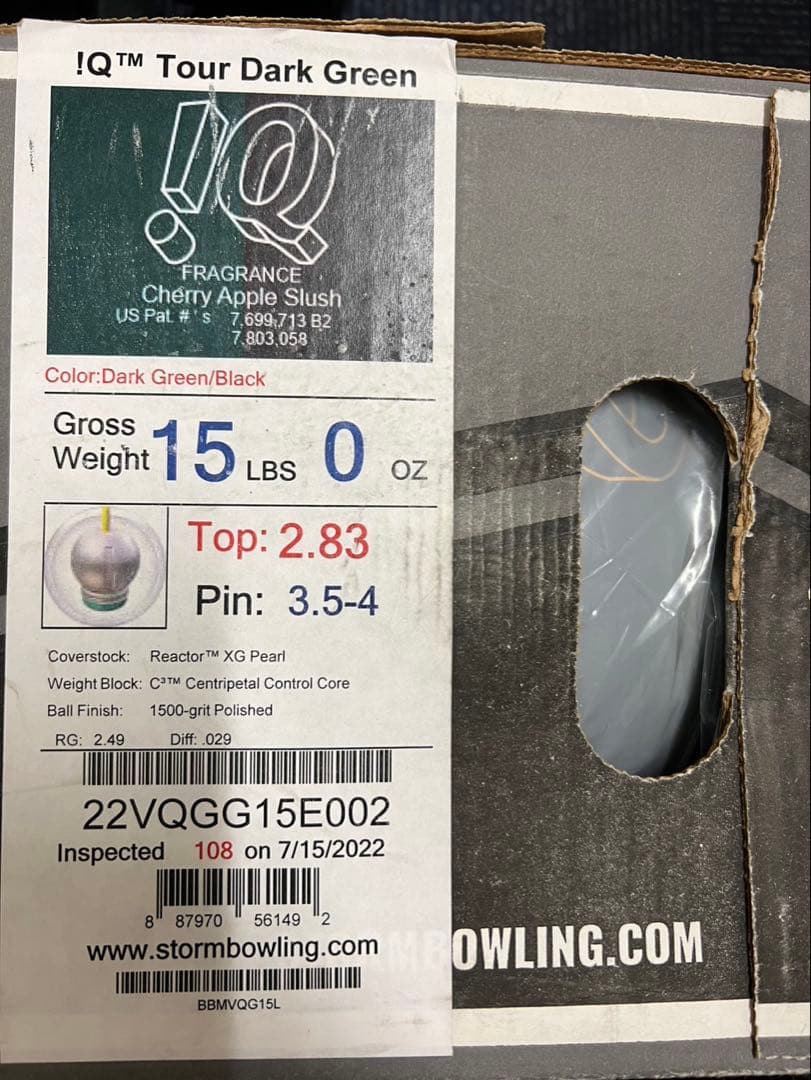 !Q™ Tour Dark Green
!Q
FRAGRANCE
Cherry Apple Slush
US Pat. # ' s 7,699,713 B2
7,803,058
Color:Dark Green/Black
Gross Weight 15 LBS 0 OZ
Top: 2.83
Pin: 3.5-4
Coverstock: Reactor™ XG Pearl
Weight Block: C³™ Centripetal Control Core
Ball Finish: 1500-grit Polished
RG: 2.49 Diff: .029
22VQGG15E002
Inspected 108 on 7/15/2022
8 87970 56149 2
www.stormbowling.com
BBMVQG15L
RMBOWLING.COM